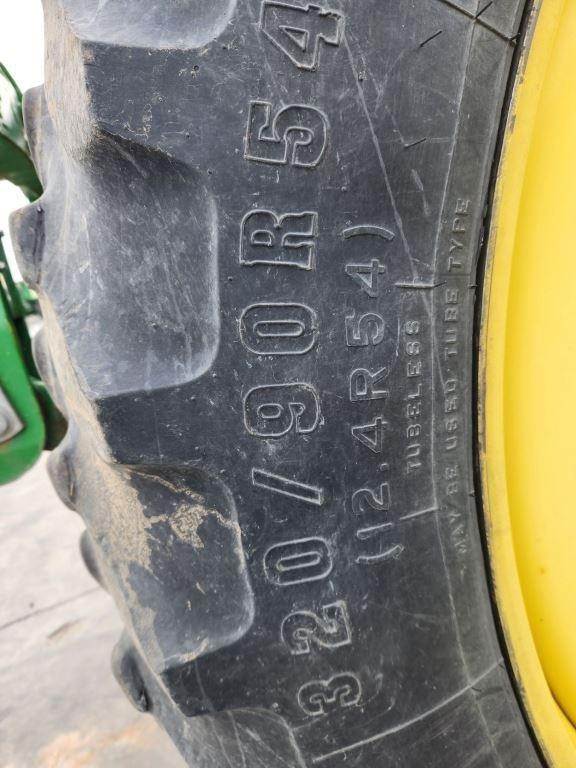 320/90R54
(12.4R54)
TUBELESS
MAY BE USED TUBE TYPE